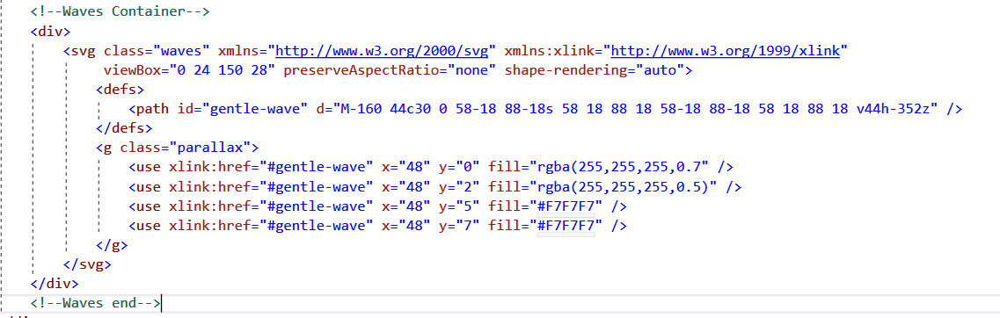 <!--Waves Container-->
<div>
<svg class="waves" xmlns="http://www.w3.org/2000/svg" xmlns:xlink="http://www.w3.org/1999/xlink"
viewBox="0 24 150 28" preserveAspectRatio="none" shape-rendering="auto">
<defs>
<path id="gentle-wave" d="M-160 44c30 0 58-18 88-18s 58 18 88 18 58-18 88-18 58 18 88 18 v44h-352z" />
</defs>
<g class="parallax">
<use xlink:href="#gentle-wave" x="48" y="0" fill="rgba(255,255,255,0.7" />
<use xlink:href="#gentle-wave" x="48" y="2" fill="rgba(255,255,255,0.5)" />
<use xlink:href="#gentle-wave" x="48" y="5" fill="#F7F7F7" />
<use xlink:href="#gentle-wave" x="48" y="7" fill="#F7F7F7" />
</g>
</svg>
</div>
<!--Waves end-->